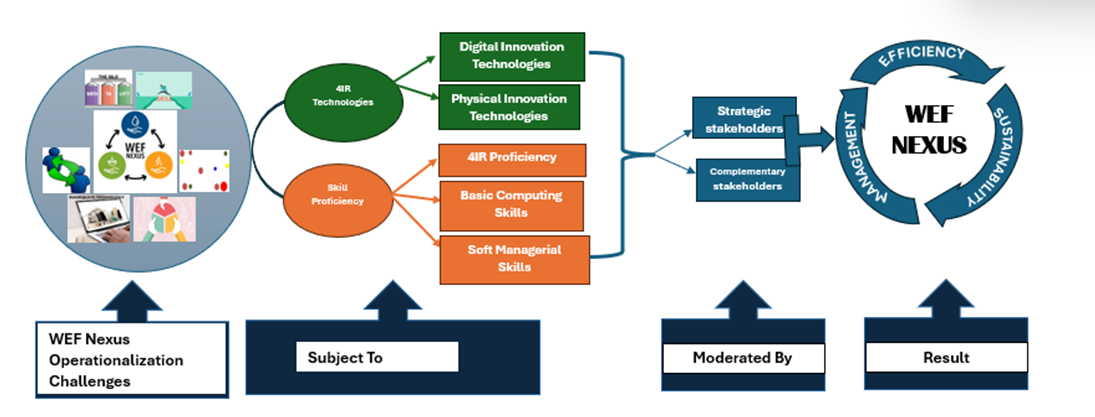 THE SILO
WEF
NEXUS
4IR
Technologies
Skill
Proficiency
Digital Innovation
Technologies
Physical Innovation
Technologies
4IR Proficiency
Basic Computing
Skills
Soft Managerial
Skills
Strategic
stakeholders
Complementary
stakeholders
EFFICIENCY
SUSTAINABILITY
MANAGEMENT
WEF
NEXUS
WEF Nexus
Operationalization
Challenges
Subject To
Moderated By
Result